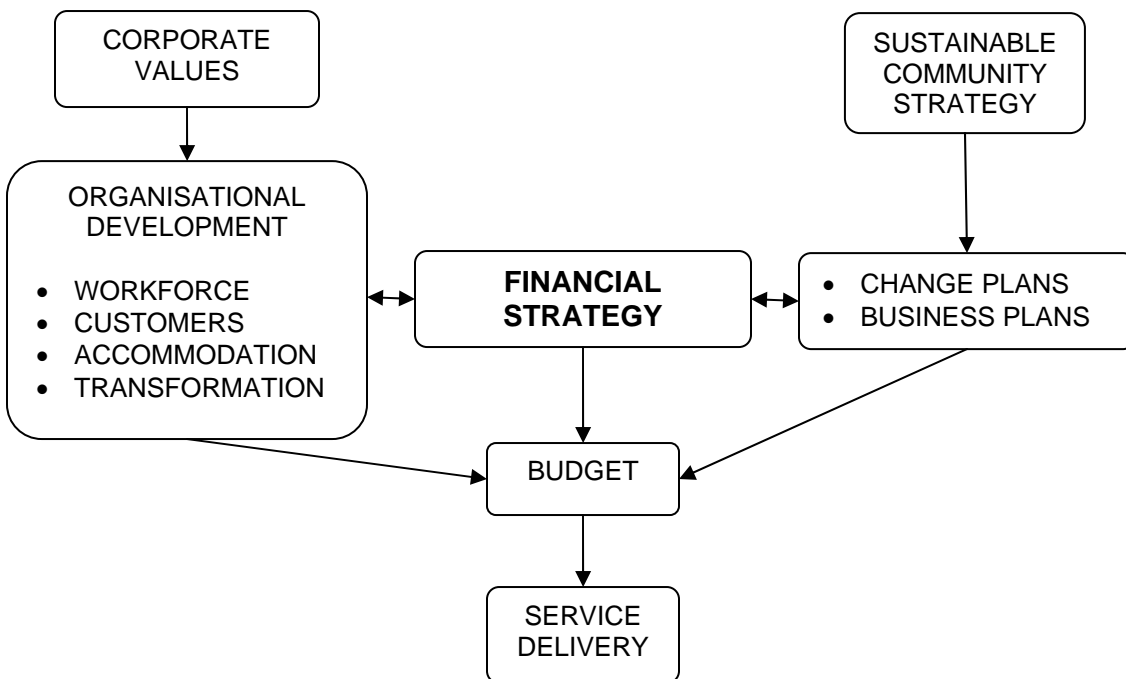 CORPORATE
VALUES
SUSTAINABLE
COMMUNITY
STRATEGY
ORGANISATIONAL
DEVELOPMENT
• WORKFORCE
• CUSTOMERS
• ACCOMMODATION
• TRANSFORMATION
FINANCIAL
STRATEGY
• CHANGE PLANS
• BUSINESS PLANS
BUDGET
SERVICE
DELIVERY